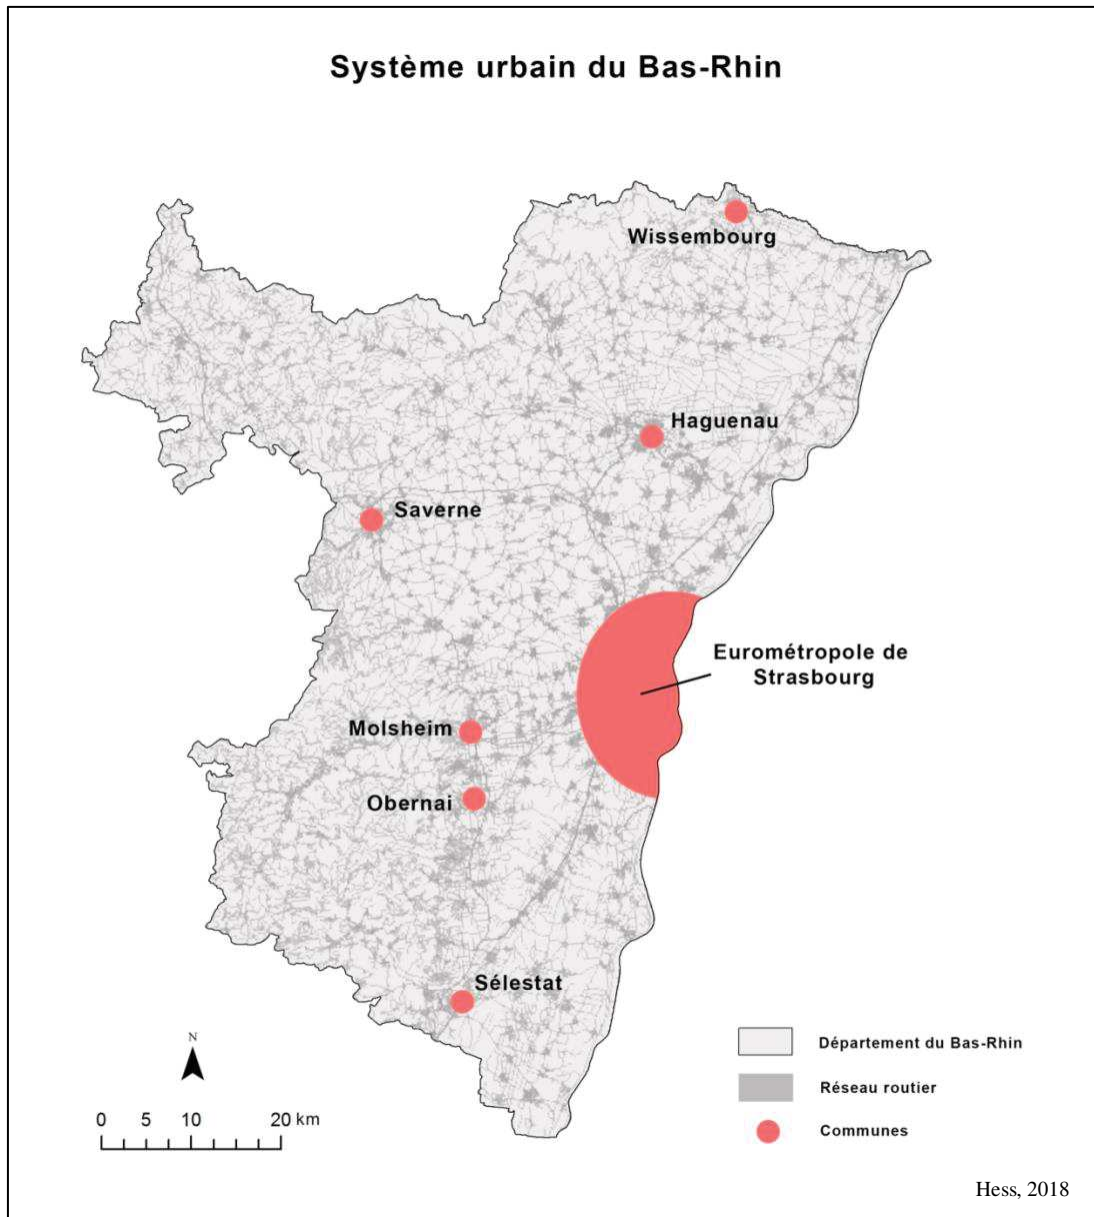 Système urbain du Bas-Rhin
Wissembourg
Haguenau
Saverne
Eurométropole de
Strasbourg
Molsheim
Obernai
Sélestat
N
0 5 10 20 km
Département du Bas-Rhin
Réseau routier
Communes
Hess, 2018